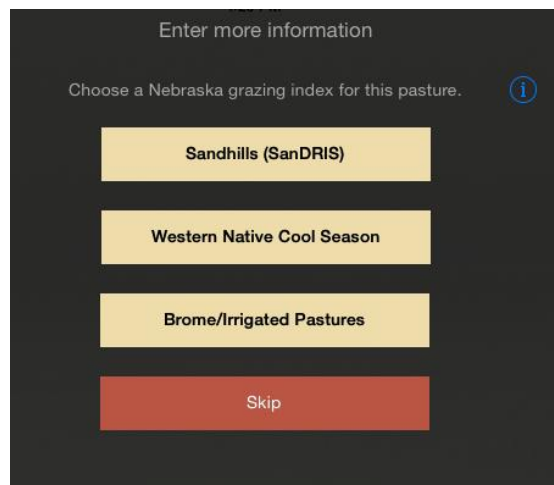 Enter more information
Choose a Nebraska grazing index for this pasture.
i
Sandhills (SanDRIS)
Western Native Cool Season
Brome/Irrigated Pastures
Skip